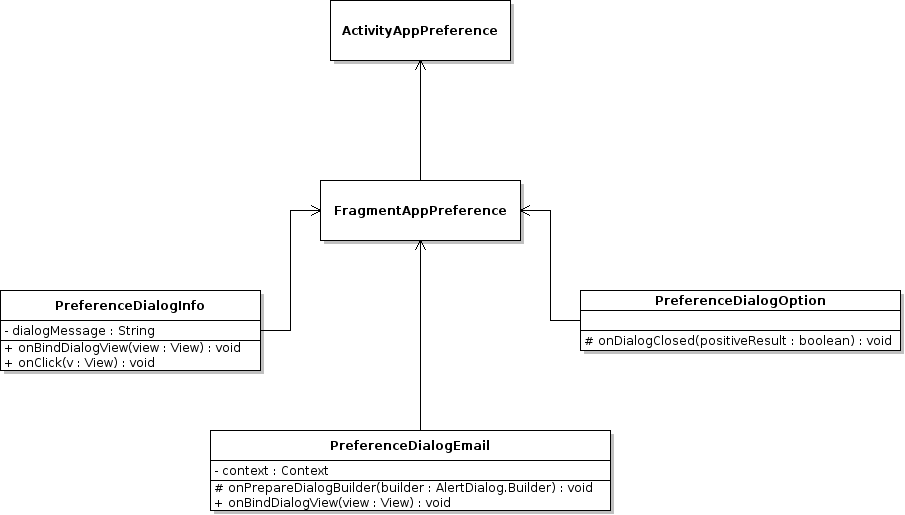 ActivityAppPreference
FragmentAppPreference
PreferenceDialogInfo
- dialogMessage : String
+ onBindDialogView(view : View) : void
+ onClick(v : View) : void
PreferenceDialogOption
# onDialogClosed(positiveResult : boolean) : void
PreferenceDialogEmail
- context : Context
# onPrepareDialogBuilder(builder : AlertDialog.Builder) : void
+ onBindDialogView(view : View) : void